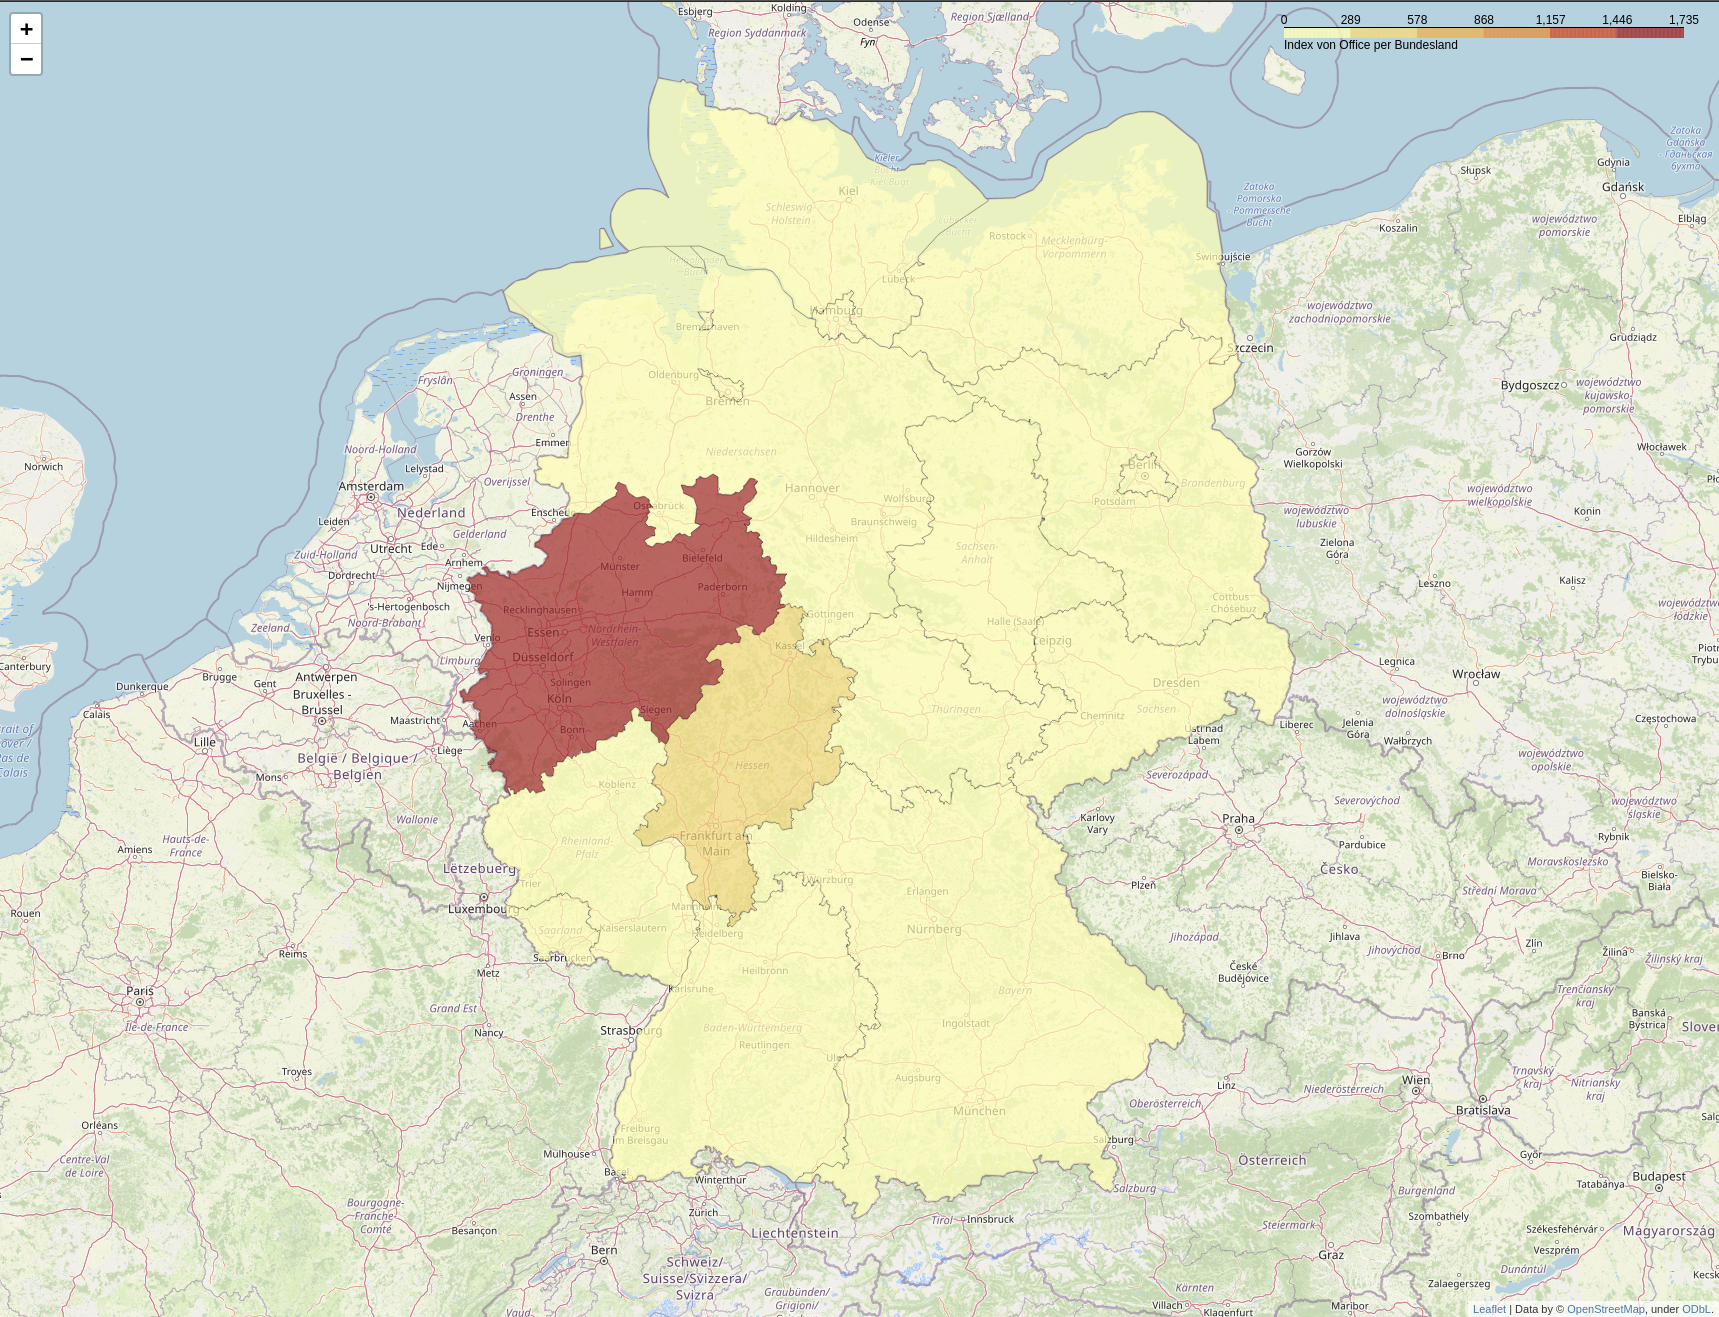 +
−
0 289 578 868 1,157 1,446 1,735
Index von Office per Bundesland
Esbjerg
Kolding
Region Syddanmark
Odense
Fyn
Region Sjælland
Kiel
Schleswig
Holstein
Rostock
Mecklenburg-
Vorpommern
Lübeck
Hamburg
Bremerhaven
Oldenburg
Bremen
Niedersachsen
Zatoka
Pomorska
- Pommersche
Bucht
Zatoka
Gdańska
Gdynia
Gdańsk
Słupsk
Koszalin
Elbląg
województwo
pomorskie
województwo
zachodniopomorskie
Grudziądz
Bydgoszcz
województwo
kujawsko-
pomorskie
Włocławek
Gorzów
Wielkopolski
województwo
wielkopolskie
Konin
województwo
lubuskie
Zielona
Góra
Leszno
Kalisz
Groningen
Fryslân
Assen
Drenthe
Emmen
Noord-Holland
Lelystad
Overijssel
Norwich
Amsterdam
Nederland
Leiden
Gelderland
Utrecht
Ede
Zuid-Holland
Arnhem
Dordrecht
Nijmegen
's-Hertogenbosch
Noord-Brabant
Zeeland
Venlo
Limburg
Hannover
Wolfsburg
Braunschweig
Hildesheim
Berlin
Potsdam
Brandenburg
Osnabrück
Münster
Bielefeld
Hamm
Paderborn
Recklinghausen
Essen
Nordrhein-
Westfalen
Düsseldorf
Solingen
Köln
Siegen
Aachen
Bonn
Göttingen
Kassel
Sachsen-
Anhalt
Halle (Saale)
Leipzig
Cottbus
- Chóśebuz
Dresden
Chemnitz
Sachsen
Thüringen
Hessen
Koblenz
Frankfurt am
Main
Rheinland-
Pfalz
Trier
Mannheim
Heidelberg
Kaiserslautern
Saarland
Saarbrücken
Würzburg
Erlangen
Nürnberg
Heilbronn
Karlsruhe
Baden-Württemberg
Reutlingen
Bayern
Ingolstadt
Augsburg
München
Freiburg
im Breisgau
Canterbury
Dunkerque
Calais
Brugge
Gent
Antwerpen
Bruxelles -
Brussel
Maastricht
Lille
Liège
België / Belgique /
Belgien
Mons
Wallonie
Hauts-de-
France
Amiens
Lëtzebuerg
Luxembourg
Rouen
Reims
Metz
Paris
Île-de-France
Grand Est
Nancy
Strasbourg
Troyes
Orléans
Centre-Val
de Loire
Mulhouse
Basel
Winterthur
Zürich
Bourgogne-
Franche-
Comté
Besançon
Bern
Liechtenstein
Schweiz/
Suisse/Svizzera/
Svizra
Graubünden/
Grigioni/
Vaud
Legnica
Wrocław
województwo
dolnośląskie
Liberec
Jelenia
Góra
Wałbrzych
Częstochowa
Severozápad
województwo
opolskie
Karlovy
Vary
Praha
Severovýchod
województwo
śląskie
Rybnik
Pardubice
Moravskoslezsko
Česko
Plzeň
Střední Morava
Bielsko-
Biała
Jihozápad
Jihlava
Jihovýchod
Brno
Zlín
Žilina
Žilinský kraj
České
Budějovice
Trenčiansky
kraj
Banská
Bystrica
Linz
Niederösterreich
Wien
Trnavský
kraj
Nitriansky
kraj
Oberösterreich
Bratislava
Salzburg
Österreich
Győr
Salzburg
Burgenland
Tatabánya
Budapest
Tirol
Innsbruck
Steiermark
Szombathely
Székesfehérvár
Magyarország
Veszprém
Graz
Dunántúl
Kärnten
Zalaegerszeg
Villach
Klagenfurt
Maribor
Leaflet | Data by © OpenStreetMap, under ODbL.